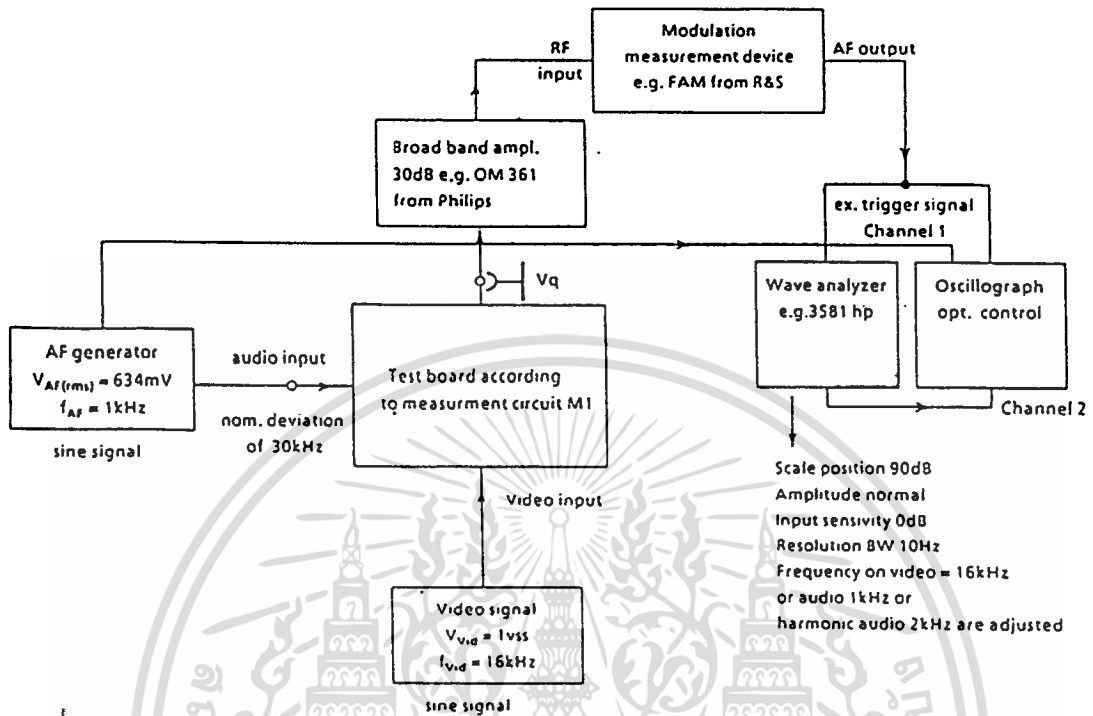 Modulation
measurement device
e.g. FAM from R&S
RF
input
AF output
Broad band ampl.
30dB e.g. OM 361
from Philips
ex. trigger signal
Channel 1
Vq
Wave analyzer
e.g.3581 hp
Oscillograph
opt. control
AF generator
V_AF(rms) = 634mV
f_AF = 1kHz
sine signal
audio input
nom. deviation
of 30kHz
Test board according
to measurment circuit M1
Channel 2
Video input
Scale position 90dB
Amplitude normal
Input sensivity 0dB
Resolution BW 10Hz
Frequency on video = 16kHz
or audio 1kHz or
harmonic audio 2kHz are adjusted
Video signal
V_Vid = 1vss
f_Vid = 16kHz
sine signal